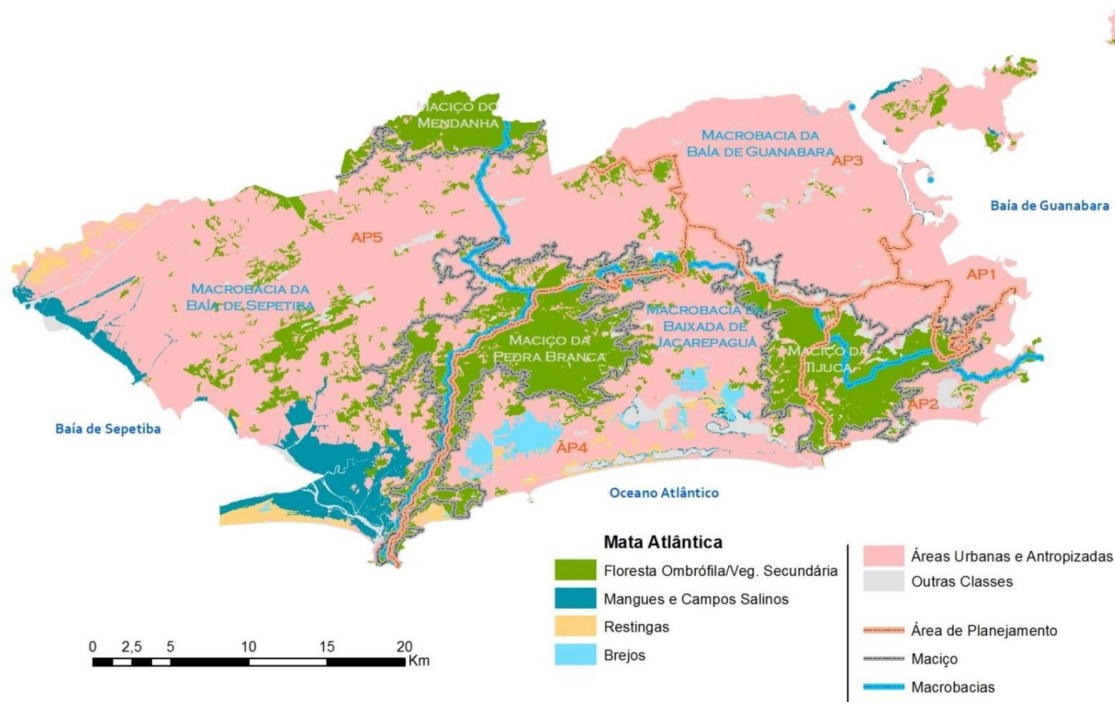 MACIÇO DO
MENDANHA
MACROBACIA DA
BAÍA DE GUANABARA
AP3
Baía de Guanabara
AP5
AP1
MACROBACIA DA
BAÍA DE SEPETIBA
MACROBACIA DA
BAIXADA DE
JACAREPAGUÁ
MACIÇO DA
PEDRA BRANCA
MACIÇO DA
TIJUCA
AP2
Baía de Sepetiba
AP4
Oceano Atlântico
Mata Atlântica
Floresta Ombrófila/Veg. Secundária
Mangues e Campos Salinos
Restingas
Brejos
Áreas Urbanas e Antropizadas
Outras Classes
Área de Planejamento
Maciço
Macrobacias
0 2,5 5 10 15 20
Km